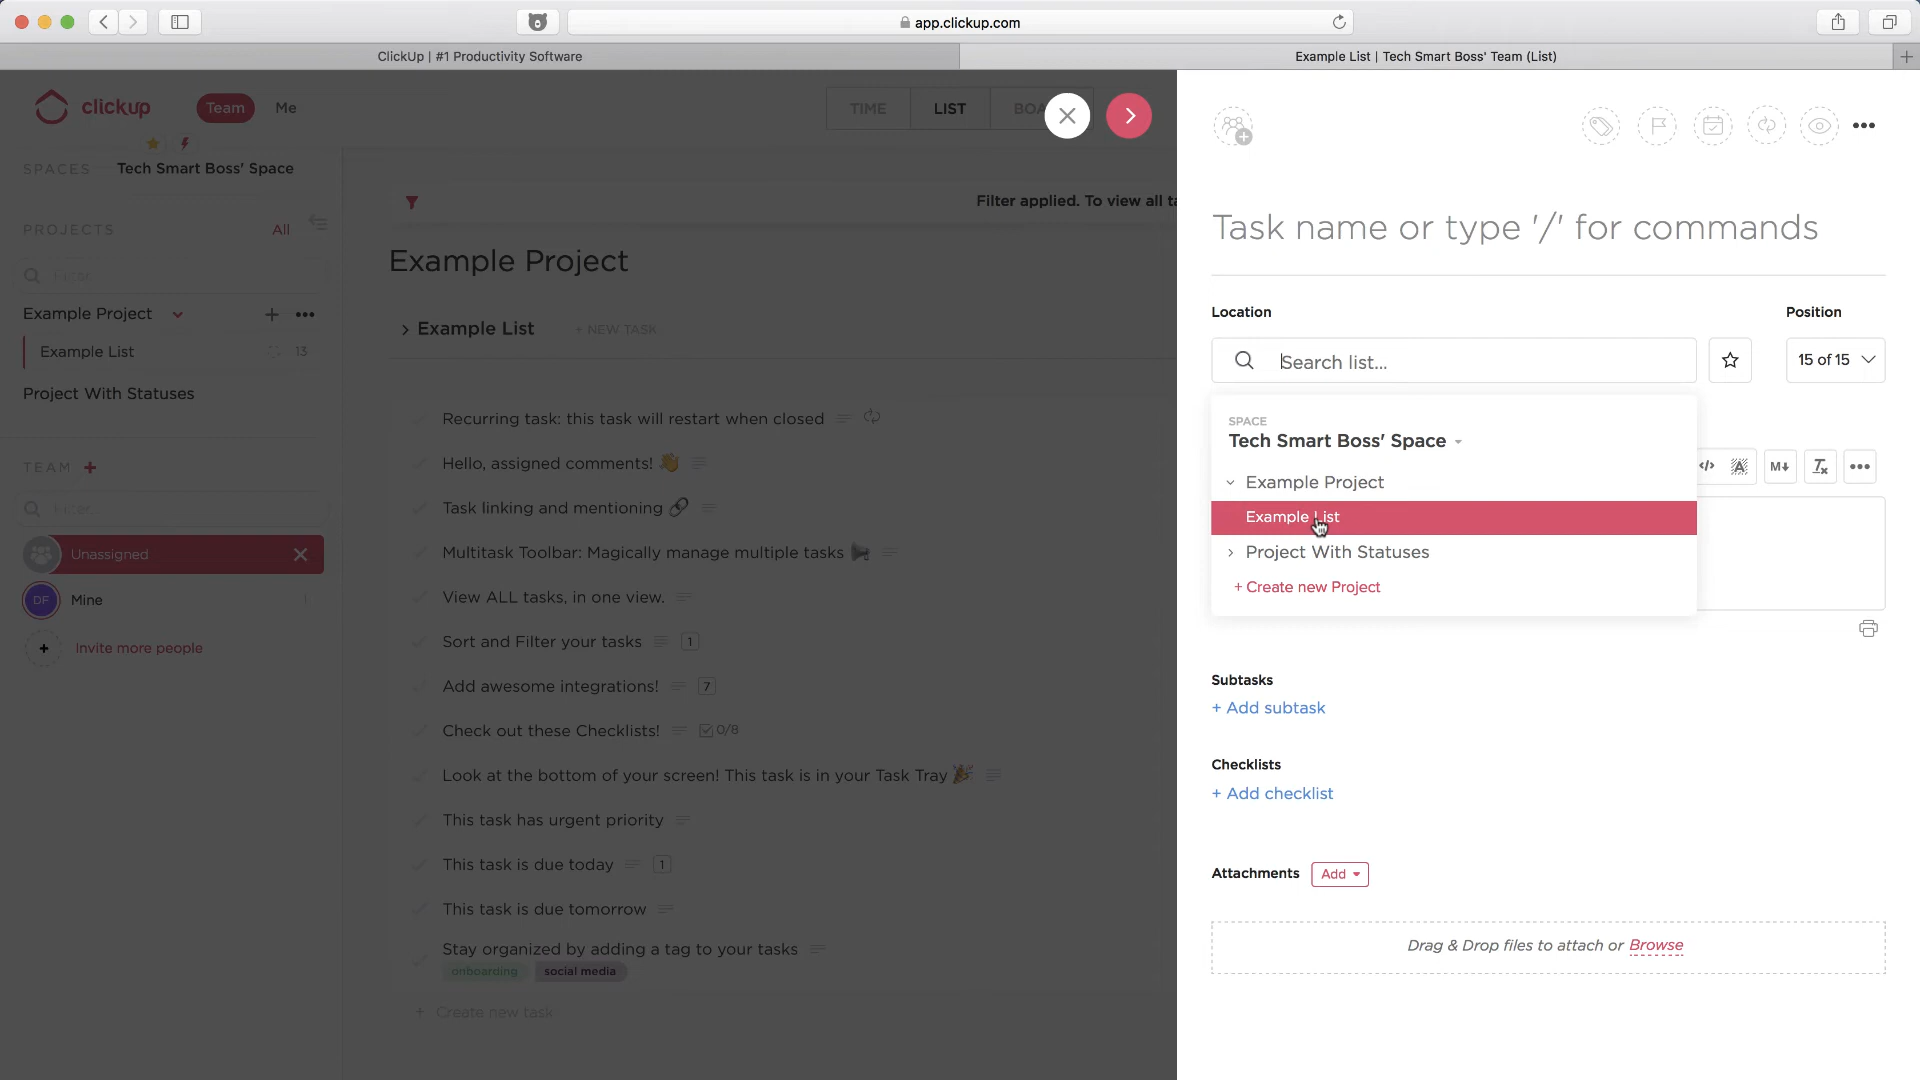 app.clickup.com
ClickUp | #1 Productivity Software
Example List | Tech Smart Boss' Team (List)
clickup
Team
Me
TIME
LIST
BOA
SPACES
Tech Smart Boss' Space
PROJECTS
All
Filter
Example Project
Example List
13
Project With Statuses
TEAM
Filter
Unassigned
DF
Mine
1
Invite more people
Filter applied. To view all ta
Example Project
Example List
+ NEW TASK
Recurring task: this task will restart when closed
Hello, assigned comments! 👋
Task linking and mentioning 🔗
Multitask Toolbar: Magically manage multiple tasks 📢
View ALL tasks, in one view.
Sort and Filter your tasks
1
Add awesome integrations!
7
Check out these Checklists!
0/8
Look at the bottom of your screen! This task is in your Task Tray 🎉
This task has urgent priority
This task is due today
1
This task is due tomorrow
Stay organized by adding a tag to your tasks
onboarding
social media
+ Create new task
Task name or type '/' for commands
Location
Position
Search list...
15 of 15
SPACE
Tech Smart Boss' Space
Example Project
Example List
Project With Statuses
+ Create new Project
Subtasks
+ Add subtask
Checklists
+ Add checklist
Attachments
Add
Drag & Drop files to attach or Browse